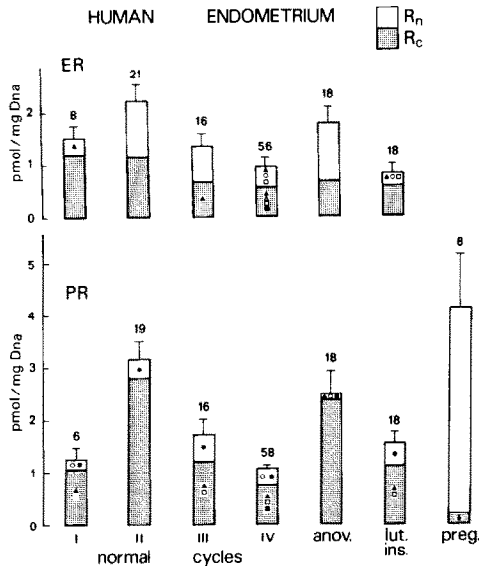 HUMAN ENDOMETRIUM
Rn
Rc
ER
pmol/mg Dna
2
1
0
8
21
16
56
18
18
PR
pmol/mg Dna
5
4
3
2
1
0
6
19
16
58
18
18
8
I II III IV anov. lut. ins. preg.
normal cycles